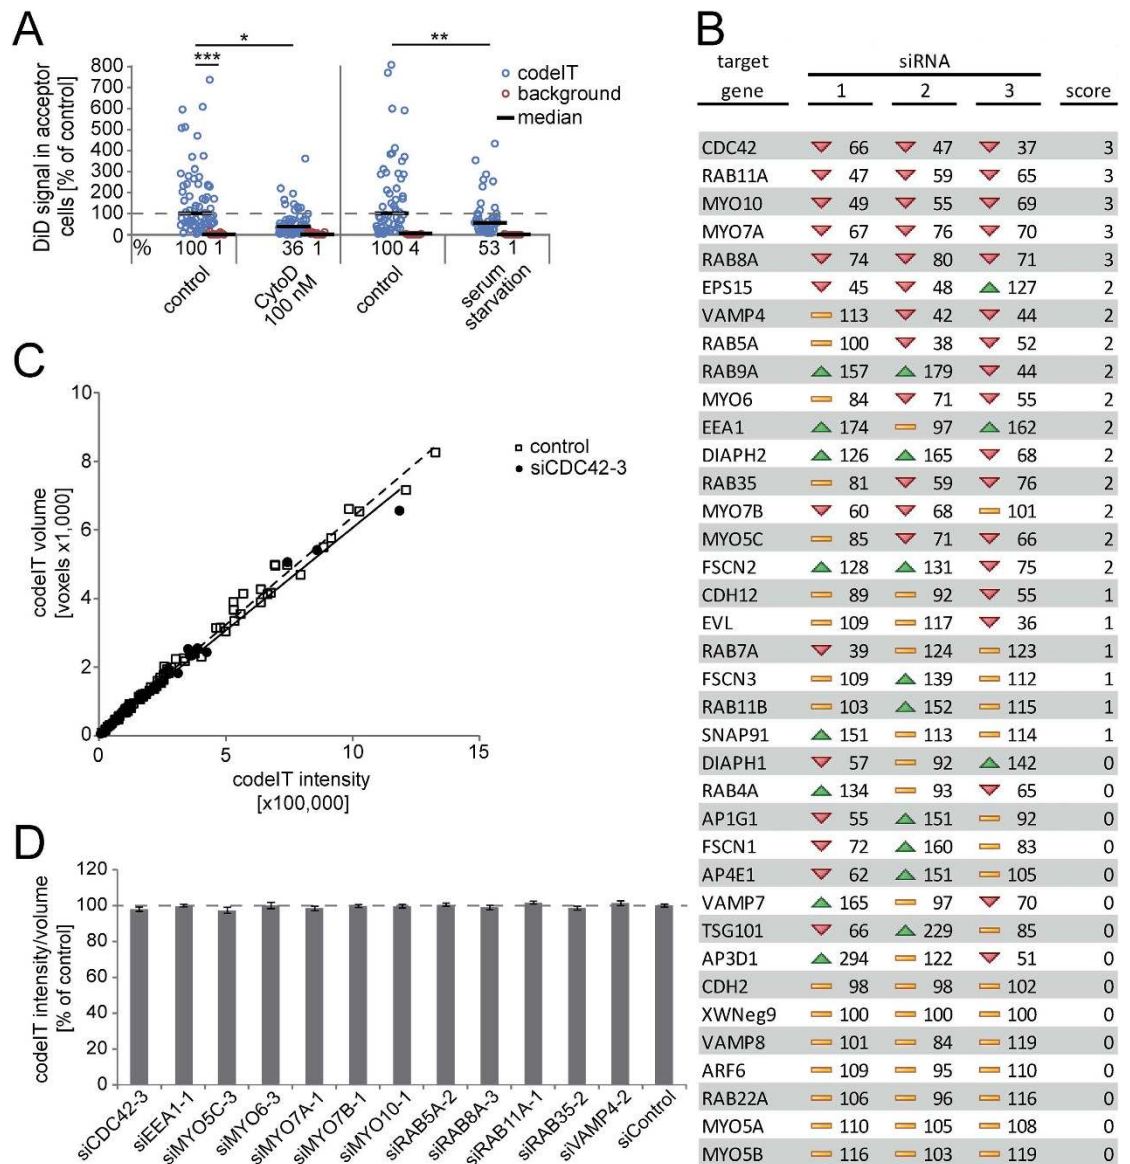 A
*
***
**
800
700
600
500
400
300
200
100
0
DiD signal in acceptor
cells [% of control]
codeIT
background
median
% 100 1 36 1 100 4 53 1
control
CytoD
100 nM
control
serum
starvation
B
target siRNA
gene 1 2 3 score
CDC42 66 47 37 3
RAB11A 47 59 65 3
MYO10 49 55 69 3
MYO7A 67 76 70 3
RAB8A 74 80 71 3
EPS15 45 48 127 2
VAMP4 113 42 44 2
RAB5A 100 38 52 2
RAB9A 157 179 44 2
MYO6 84 71 55 2
EEA1 174 97 162 2
DIAPH2 126 165 68 2
RAB35 81 59 76 2
MYO7B 60 68 101 2
MYO5C 85 71 66 2
FSCN2 128 131 75 2
CDH12 89 92 55 1
EVL 109 117 36 1
RAB7A 39 124 123 1
FSCN3 109 139 112 1
RAB11B 103 152 115 1
SNAP91 151 113 114 1
DIAPH1 57 92 142 0
RAB4A 134 93 65 0
AP1G1 55 151 92 0
FSCN1 72 160 83 0
AP4E1 62 151 105 0
VAMP7 165 97 70 0
TSG101 66 229 85 0
AP3D1 294 122 51 0
CDH2 98 98 102 0
XWNeg9 100 100 100 0
VAMP8 101 84 119 0
ARF6 109 95 110 0
RAB22A 106 96 116 0
MYO5A 110 105 108 0
MYO5B 116 103 119 0
C
10
8
6
4
2
0
codeIT volume
[voxels x1,000]
control
siCDC42-3
0 5 10 15
codeIT intensity
[x100,000]
D
120
100
80
60
40
20
0
codeIT intensity/volume
[% of control]
siCDC42-3
siEEA1-1
siMYO5C-3
siMYO6-3
siMYO7A-1
siMYO7B-1
siMYO10-1
siRAB5A-2
siRAB8A-3
siRAB11A-1
siRAB35-2
siVAMP4-2
siControl